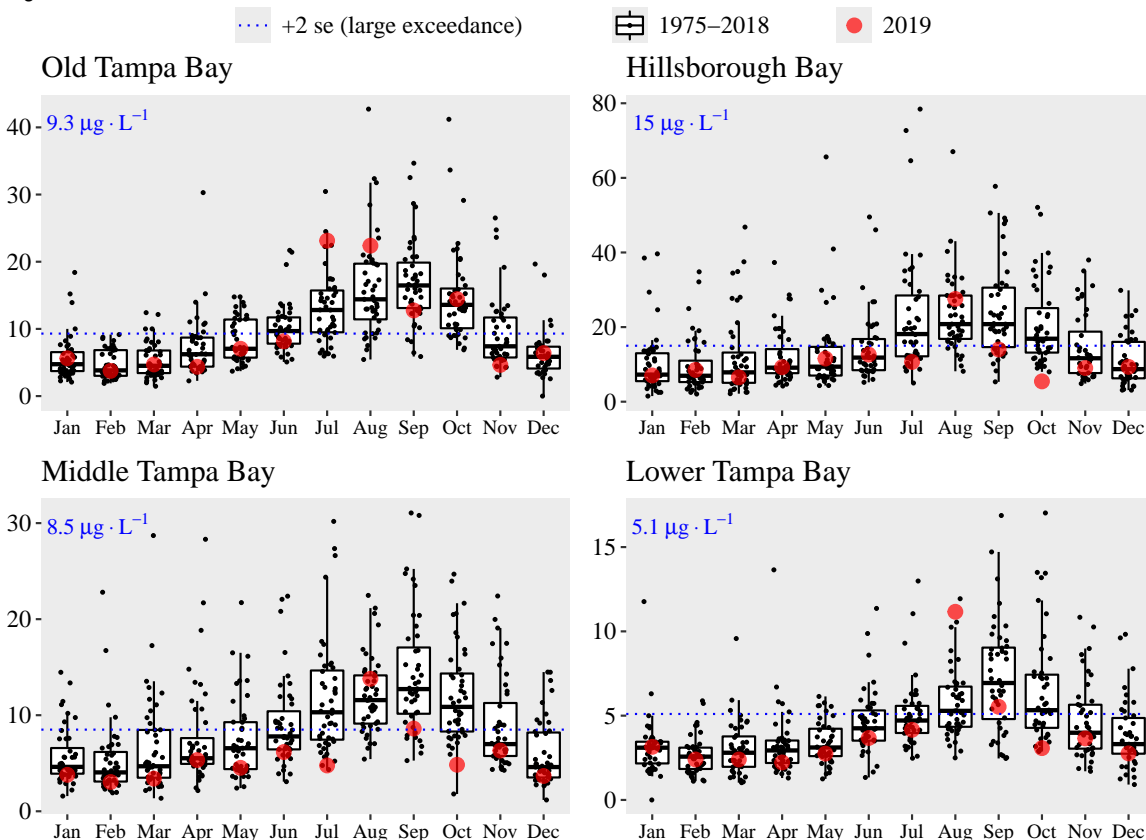 +2 se (large exceedance) 1975–2018 2019
Old Tampa Bay
9.3 μg · L⁻¹
40
30
20
10
0
Jan Feb Mar Apr May Jun Jul Aug Sep Oct Nov Dec
Hillsborough Bay
15 μg · L⁻¹
80
60
40
20
0
Jan Feb Mar Apr May Jun Jul Aug Sep Oct Nov Dec
Middle Tampa Bay
8.5 μg · L⁻¹
30
20
10
0
Jan Feb Mar Apr May Jun Jul Aug Sep Oct Nov Dec
Lower Tampa Bay
5.1 μg · L⁻¹
15
10
5
0
Jan Feb Mar Apr May Jun Jul Aug Sep Oct Nov Dec